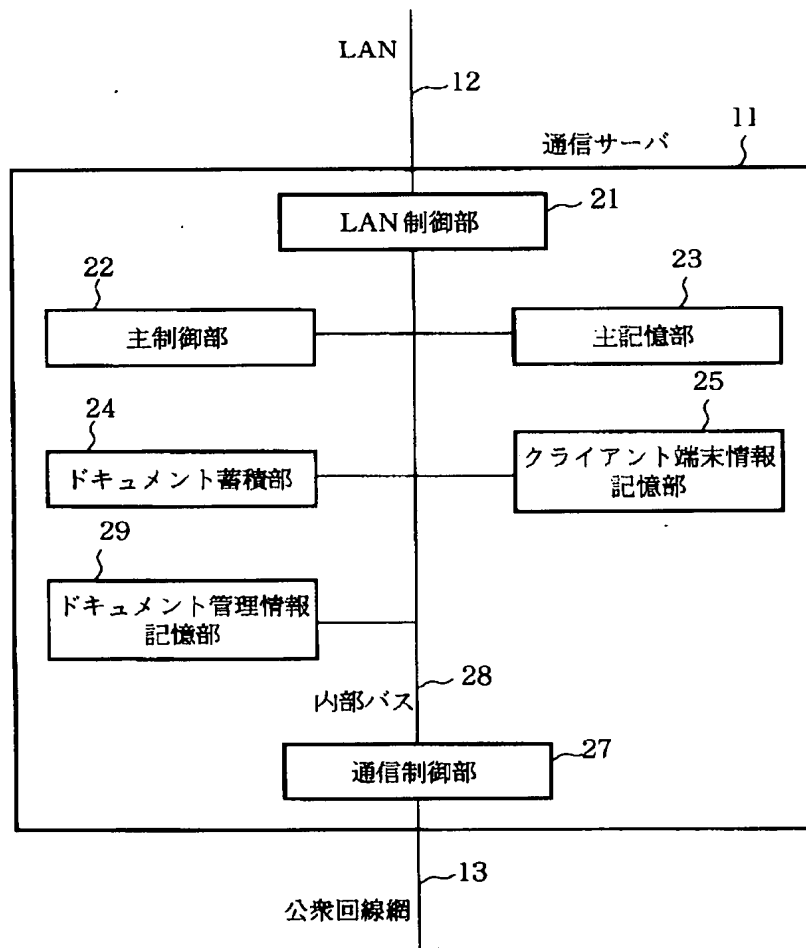 LAN
12
11
通信サーバ
21
LAN制御部
22
23
主制御部
主記憶部
24
25
ドキュメント蓄積部
クライアント端末情報
記憶部
29
ドキュメント管理情報
記憶部
28
内部バス
27
通信制御部
13
公衆回線網